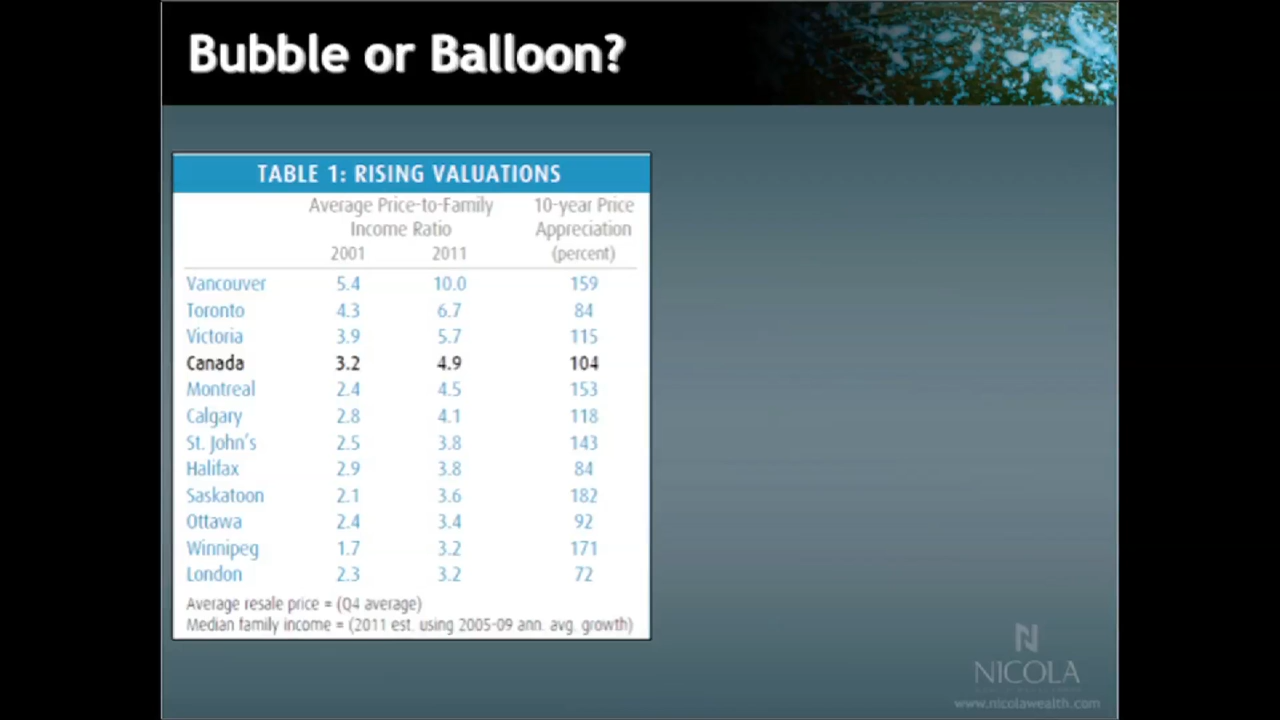 Bubble or Balloon?
TABLE 1: RISING VALUATIONS
Average Price-to-Family 10-year Price
Income Ratio Appreciation
2001 2011 (percent)
Vancouver 5.4 10.0 159
Toronto 4.3 6.7 84
Victoria 3.9 5.7 115
Canada 3.2 4.9 104
Montreal 2.4 4.5 153
Calgary 2.8 4.1 118
St. John's 2.5 3.8 143
Halifax 2.9 3.8 84
Saskatoon 2.1 3.6 182
Ottawa 2.4 3.4 92
Winnipeg 1.7 3.2 171
London 2.3 3.2 72
Average resale price = (Q4 average)
Median family income = (2011 est. using 2005-09 ann. avg. growth)
NICOLA
www.nicolawealth.com